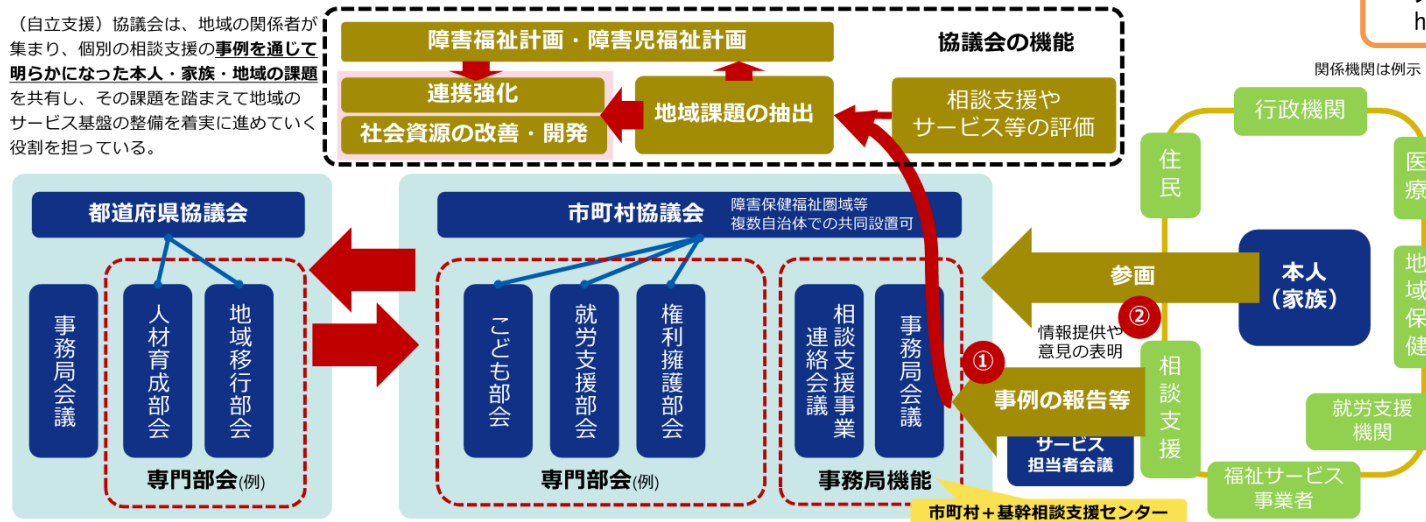 （自立支援）協議会は、地域の関係者が
集まり、個別の相談支援の事例を通じて
明らかになった本人・家族・地域の課題
を共有し、その課題を踏まえて地域の
サービス基盤の整備を着実に進めていく
役割を担っている。
障害福祉計画・障害児福祉計画
協議会の機能
連携強化
社会資源の改善・開発
地域課題の抽出
相談支援や
サービス等の評価
h
関係機関は例示
都道府県協議会
事務局会議
人材育成部会
地域移行部会
専門部会(例)
市町村協議会
障害保健福祉圏域等
複数自治体での共同設置可
こども部会
就労支援部会
権利擁護部会
専門部会(例)
相談支援事業
連絡会議
事務局会議
事務局機能
市町村＋基幹相談支援センター
参画
②
情報提供や
意見の表明
①
事例の報告等
サービス
担当者会議
本人
（家族）
行政機関
住民
医療
地域保健
相談支援
就労支援
機関
福祉サービス
事業者